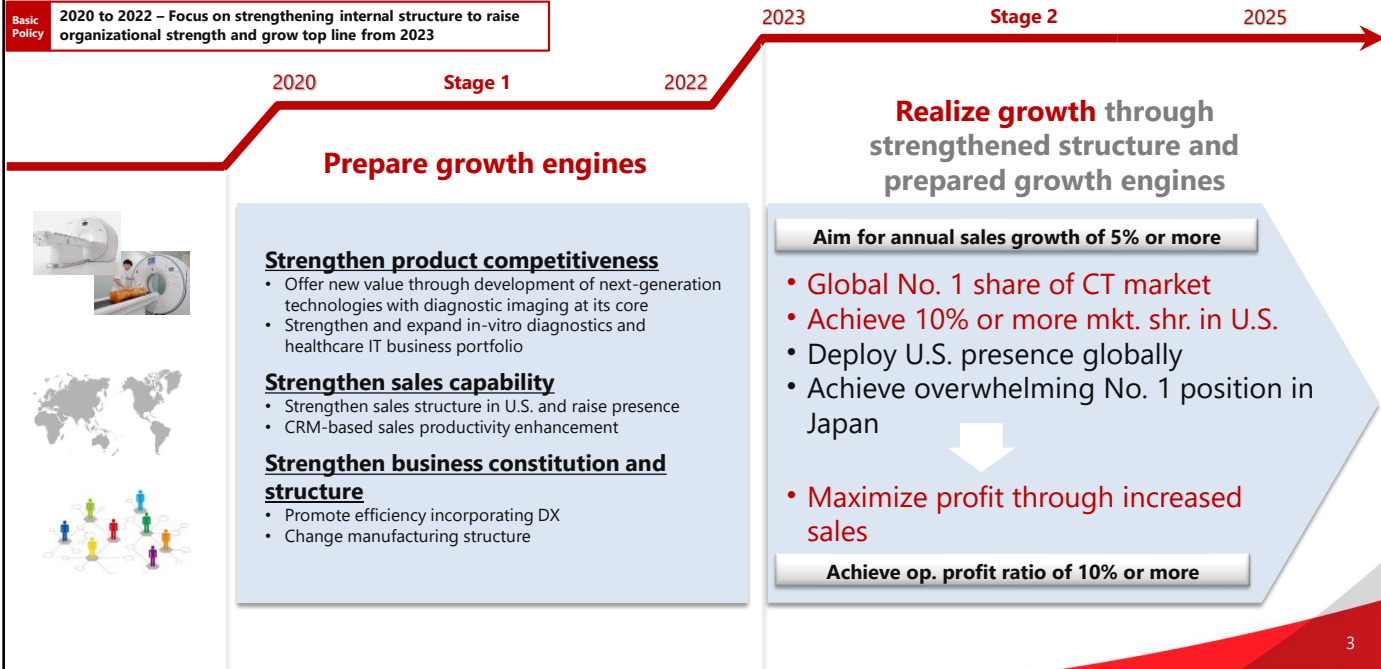 Basic
Policy
2020 to 2022 – Focus on strengthening internal structure to raise
organizational strength and grow top line from 2023
2020
Stage 1
2022
2023
Stage 2
2025
Prepare growth engines
Strengthen product competitiveness
• Offer new value through development of next-generation
technologies with diagnostic imaging at its core
• Strengthen and expand in-vitro diagnostics and
healthcare IT business portfolio
Strengthen sales capability
• Strengthen sales structure in U.S. and raise presence
• CRM-based sales productivity enhancement
Strengthen business constitution and
structure
• Promote efficiency incorporating DX
• Change manufacturing structure
Realize growth through
strengthened structure and
prepared growth engines
Aim for annual sales growth of 5% or more
• Global No. 1 share of CT market
• Achieve 10% or more mkt. shr. in U.S.
• Deploy U.S. presence globally
• Achieve overwhelming No. 1 position in
Japan
• Maximize profit through increased
sales
Achieve op. profit ratio of 10% or more
3